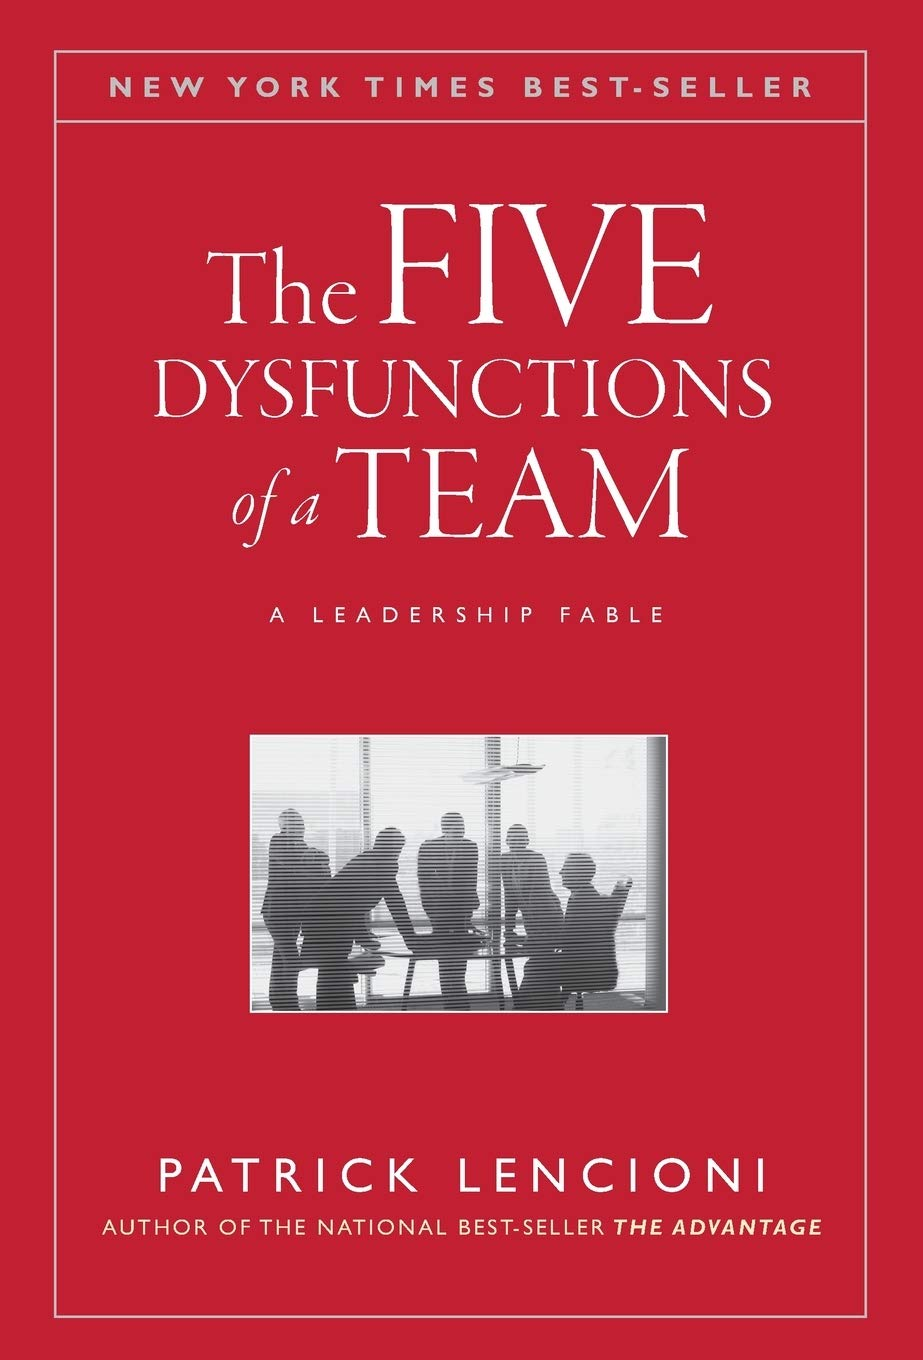 NEW YORK TIMES BEST-SELLER
The FIVE
DYSFUNCTIONS
of a TEAM
A LEADERSHIP FABLE
PATRICK LENCIONI
AUTHOR OF THE NATIONAL BEST-SELLER THE ADVANTAGE